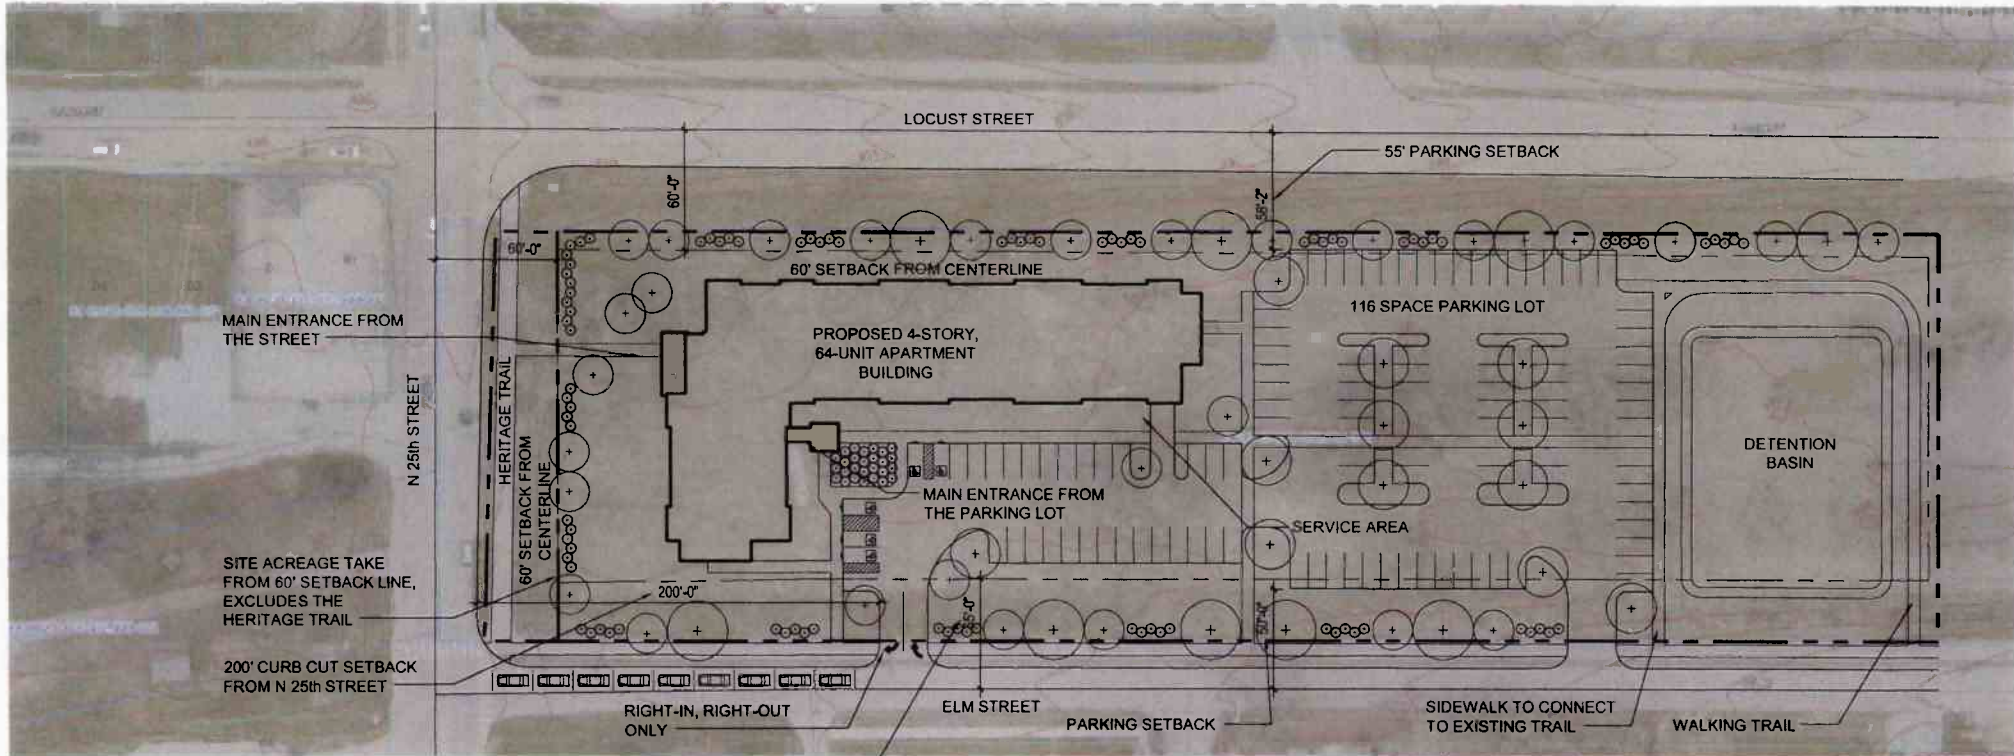 LOCUST STREET
55' PARKING SETBACK
60'-0"
58'-2"
60'-0"
60' SETBACK FROM CENTERLINE
116 SPACE PARKING LOT
MAIN ENTRANCE FROM
THE STREET
PROPOSED 4-STORY,
64-UNIT APARTMENT
BUILDING
N 25th STREET
HERITAGE TRAIL
60' SETBACK FROM
CENTERLINE
DETENTION
BASIN
MAIN ENTRANCE FROM
THE PARKING LOT
SERVICE AREA
SITE ACREAGE TAKE
FROM 60' SETBACK LINE,
EXCLUDES THE
HERITAGE TRAIL
200'-0"
50'-0"
200' CURB CUT SETBACK
FROM N 25th STREET
RIGHT-IN, RIGHT-OUT
ONLY
ELM STREET
PARKING SETBACK
SIDEWALK TO CONNECT
TO EXISTING TRAIL
WALKING TRAIL